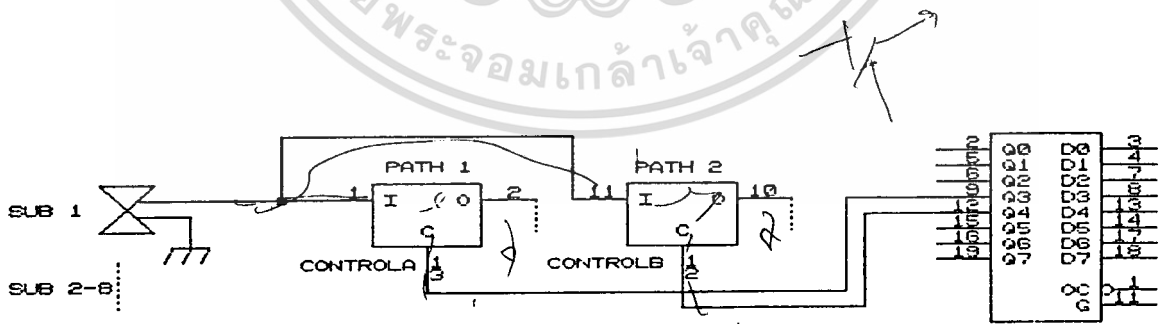 พระจอมเกล้าเจ้าคุณ
PATH 1
PATH 2
SUB 1
1 I O 2
C
CONTROLA 13
11 I O 10
C
CONTROLB 12
SUB 2-8
2 Q0 D0 3
5 Q1 D1 4
6 Q2 D2 7
9 Q3 D3 8
12 Q4 D4 13
15 Q5 D5 14
16 Q6 D6 17
19 Q7 D7 18
OC 1
G 11